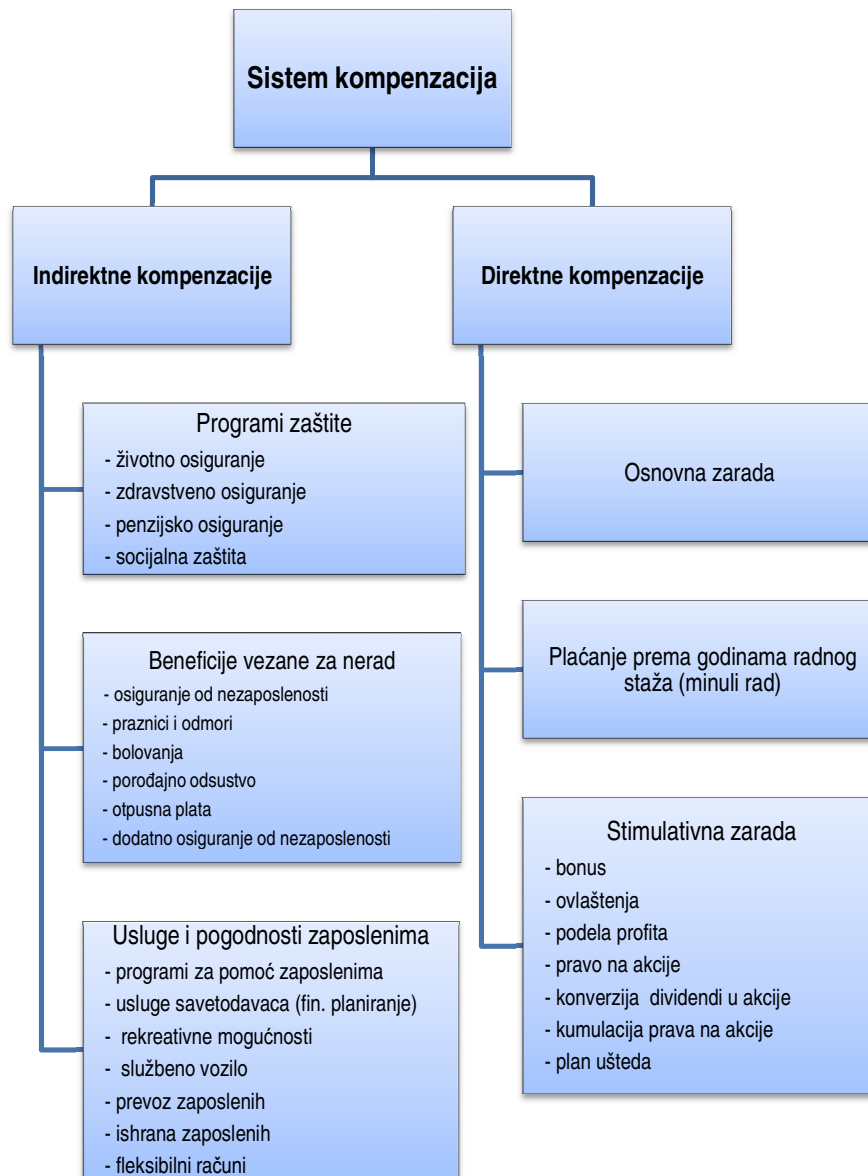 Sistem kompenzacija
Indirektne kompenzacije
Programi zaštite
- životno osiguranje
- zdravstveno osiguranje
- penzijsko osiguranje
- socijalna zaštita
Beneficije vezane za nerad
- osiguranje od nezaposlenosti
- praznici i odmori
- bolovanja
- porođajno odsustvo
- otpusna plata
- dodatno osiguranje od nezaposlenosti
Usluge i pogodnosti zaposlenima
- programi za pomoć zaposlenima
- usluge savetodavaca (fin. planiranje)
- rekreativne mogućnosti
- službeno vozilo
- prevoz zaposlenih
- ishrana zaposlenih
- fleksibilni računi
Direktne kompenzacije
Osnovna zarada
Plaćanje prema godinama radnog
staža (minuli rad)
Stimulativna zarada
- bonus
- ovlaštenja
- podela profita
- pravo na akcije
- konverzija dividendi u akcije
- kumulacija prava na akcije
- plan ušteda